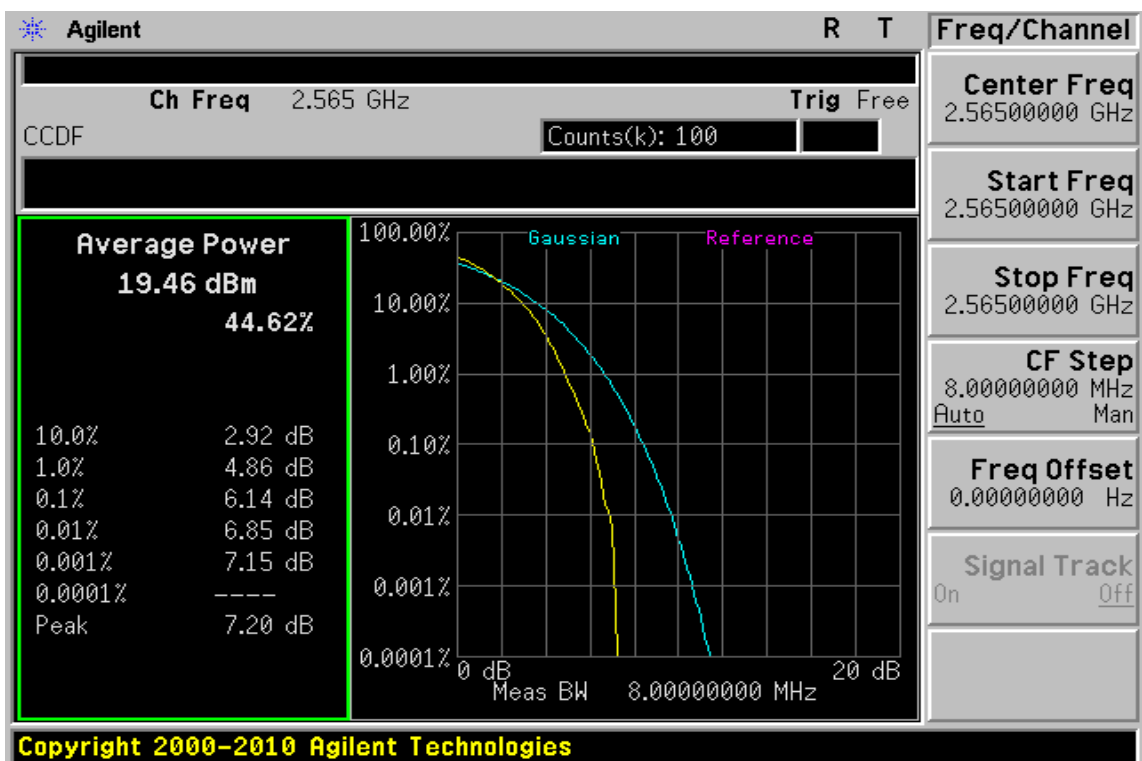 Agilent R T
Ch Freq 2.565 GHz Trig Free
CCDF Counts(k): 100
Average Power
19.46 dBm
44.62%
10.0% 2.92 dB
1.0% 4.86 dB
0.1% 6.14 dB
0.01% 6.85 dB
0.001% 7.15 dB
0.0001% ----
Peak 7.20 dB
Gaussian Reference
100.00%
10.00%
1.00%
0.10%
0.01%
0.001%
0.0001%
0 dB 20 dB
Meas BW 8.00000000 MHz
Freq/Channel
Center Freq
2.56500000 GHz
Start Freq
2.56500000 GHz
Stop Freq
2.56500000 GHz
CF Step
8.00000000 MHz
Auto Man
Freq Offset
0.00000000 Hz
Signal Track
On Off
Copyright 2000-2010 Agilent Technologies